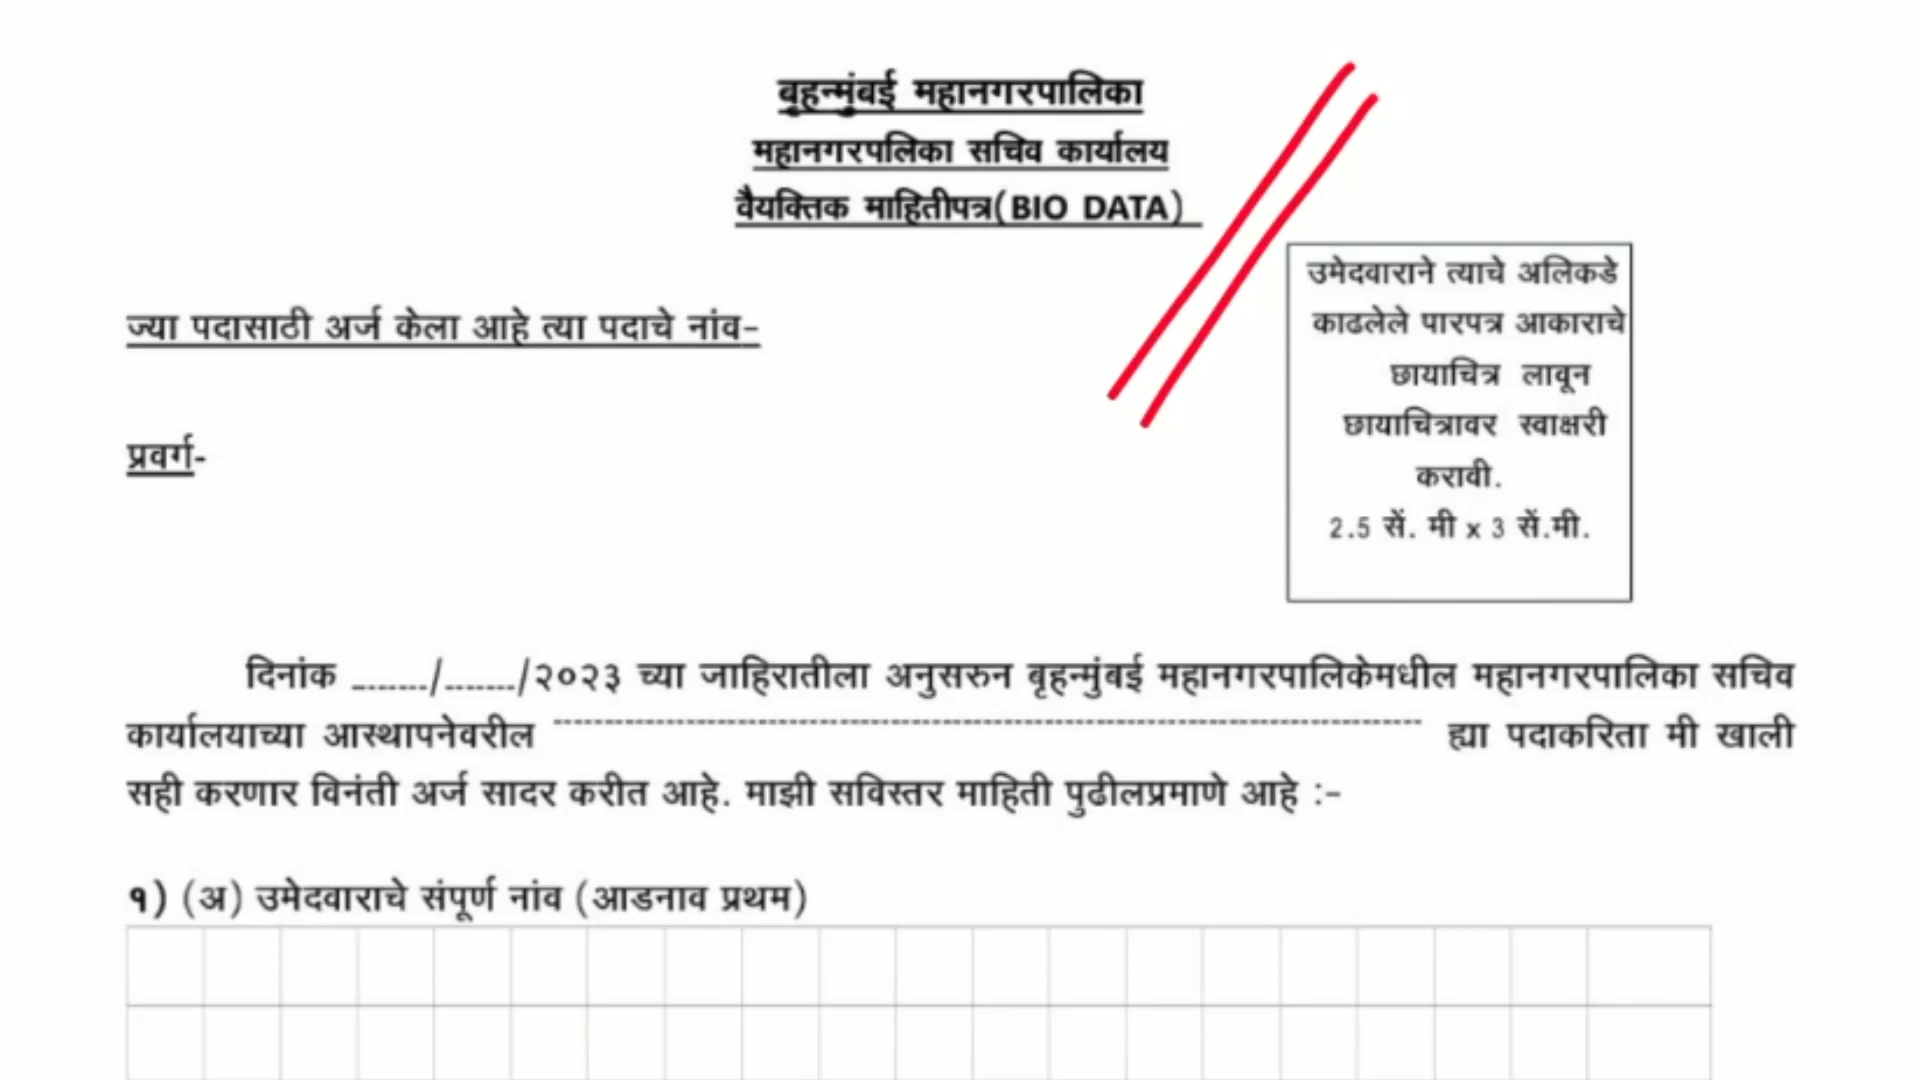 बृहन्मुंबई महानगरपालिका
महानगरपलिका सचिव कार्यालय
वैयक्तिक माहितीपत्र(BIO DATA)
उमेदवाराने त्याचे अलिकडे
काढलेले पारपत्र आकाराचे
छायाचित्र लावून
छायाचित्रावर स्वाक्षरी
करावी.
2.5 सें. मी x 3 सें.मी.
ज्या पदासाठी अर्ज केला आहे त्या पदाचे नांव-
प्रवर्ग-
दिनांक ......./......./२०२३ च्या जाहिरातीला अनुसरुन बृहन्मुंबई महानगरपालिकेमधील महानगरपालिका सचिव
कार्यालयाच्या आस्थापनेवरील ------------------------------------------------ ह्या पदाकरिता मी खाली
सही करणार विनंती अर्ज सादर करीत आहे. माझी सविस्तर माहिती पुढीलप्रमाणे आहे :-
१) (अ) उमेदवाराचे संपूर्ण नांव (आडनाव प्रथम)